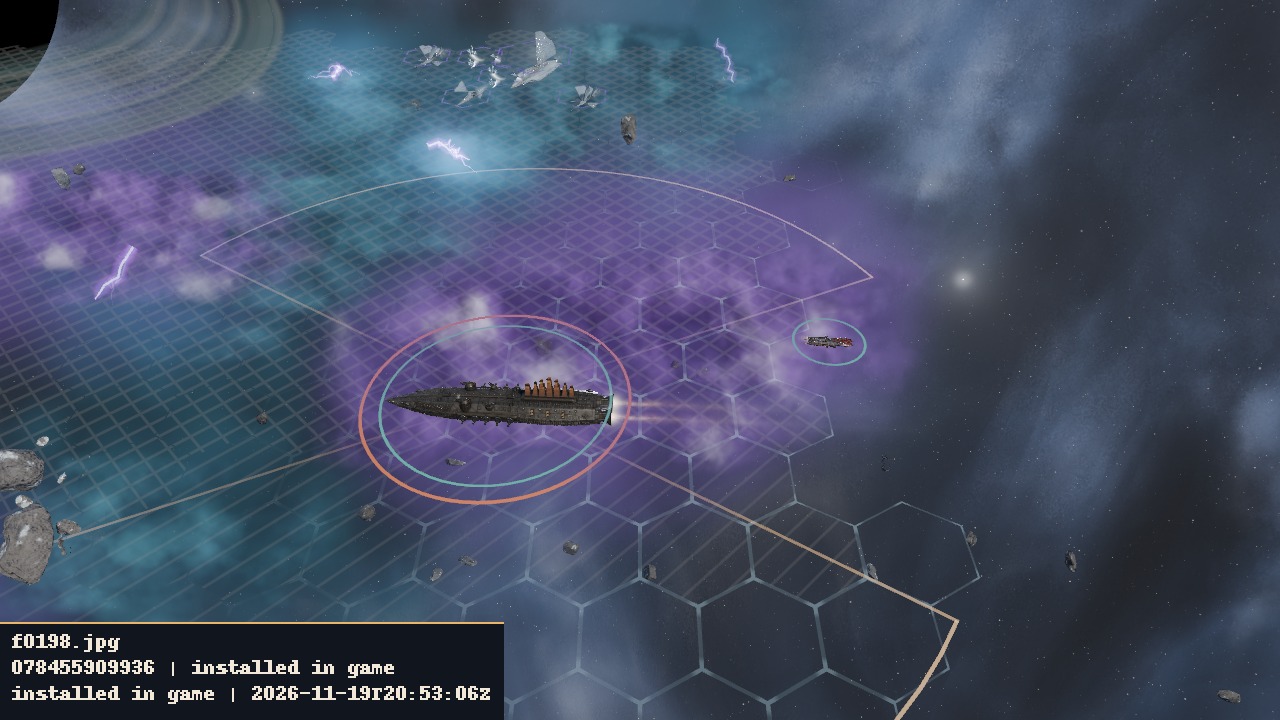 f0198.jpg
078455909936 | installed in game
installed in game | 2026-11-19T20:53:06Z